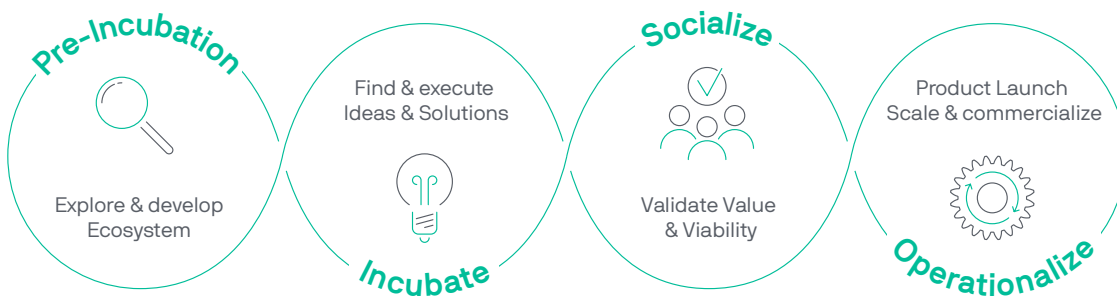 Pre-Incubation
Explore & develop
Ecosystem
Find & execute
Ideas & Solutions
Incubate
Socialize
Validate Value
& Viability
Product Launch
Scale & commercialize
Operationalize